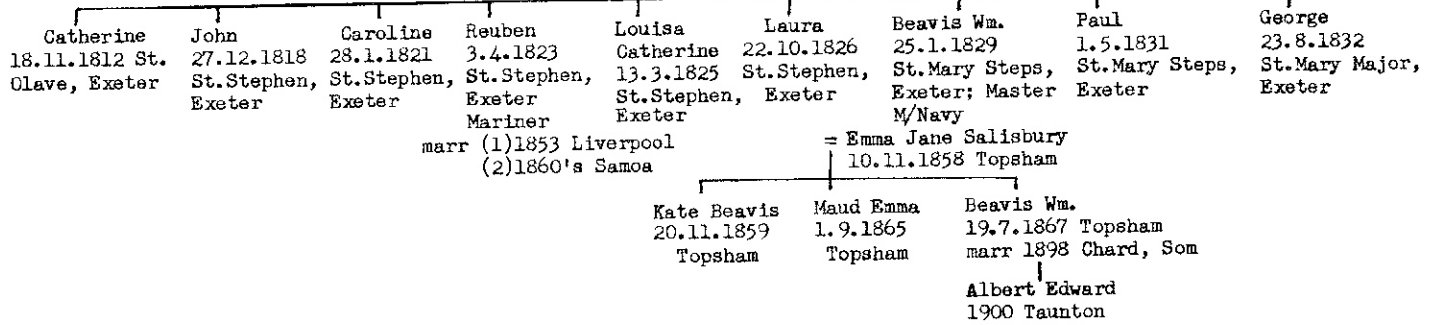 Catherine
18.11.1812 St.
Olave, Exeter
John
27.12.1818
St.Stephen,
Exeter
Caroline
28.1.1821
St.Stephen,
Exeter
Reuben
3.4.1823
St.Stephen,
Exeter
Mariner
marr (1)1853 Liverpool
(2)1860's Samoa
Louisa
Catherine
13.3.1825
St.Stephen,
Exeter
Laura
22.10.1826
St.Stephen,
Exeter
Beavis Wm.
25.1.1829
St.Mary Steps,
Exeter; Master
M/Navy
= Emma Jane Salisbury
10.11.1858 Topsham
Paul
1.5.1831
St.Mary Steps,
Exeter
George
23.8.1832
St.Mary Major,
Exeter
Kate Beavis
20.11.1859
Topsham
Maud Emma
1.9.1865
Topsham
Beavis Wm.
19.7.1867 Topsham
marr 1898 Chard, Som
Albert Edward
1900 Taunton